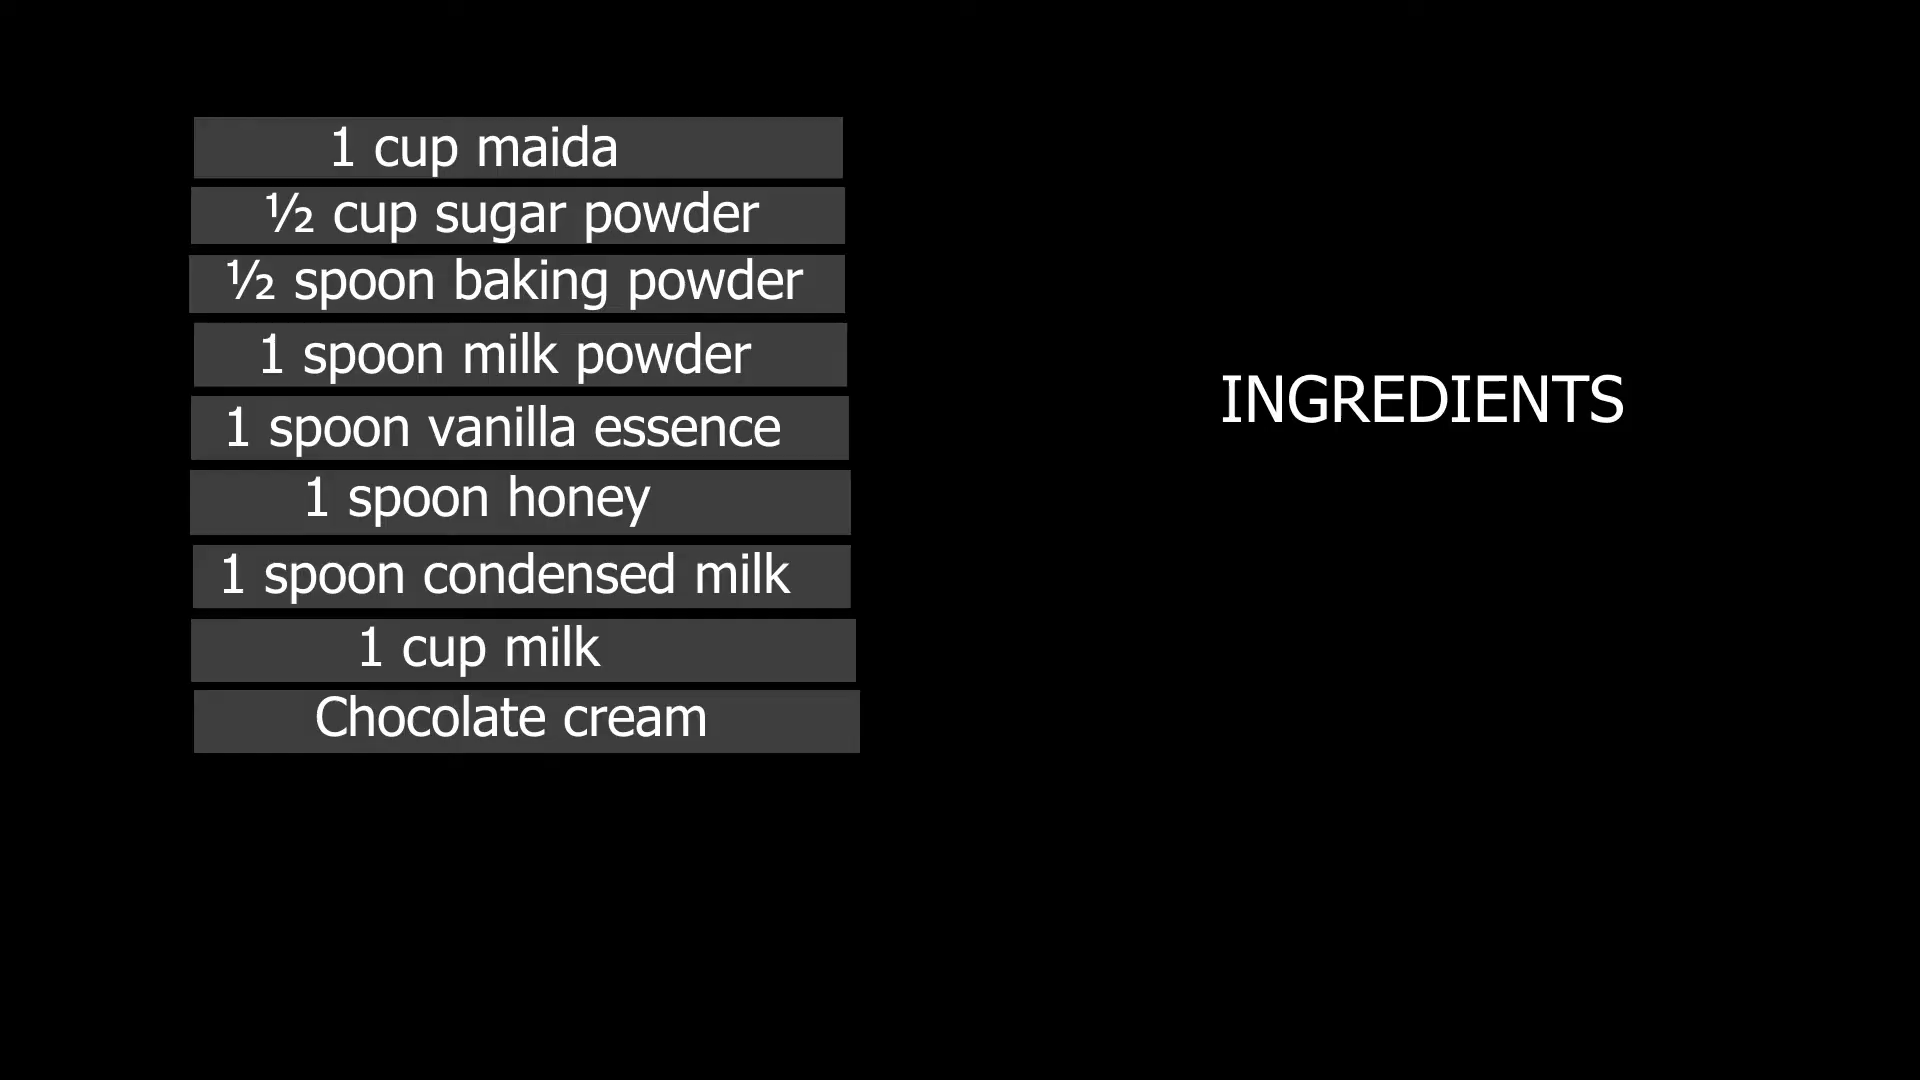 1 cup maida
½ cup sugar powder
½ spoon baking powder
1 spoon milk powder
1 spoon vanilla essence
1 spoon honey
1 spoon condensed milk
1 cup milk
Chocolate cream
INGREDIENTS